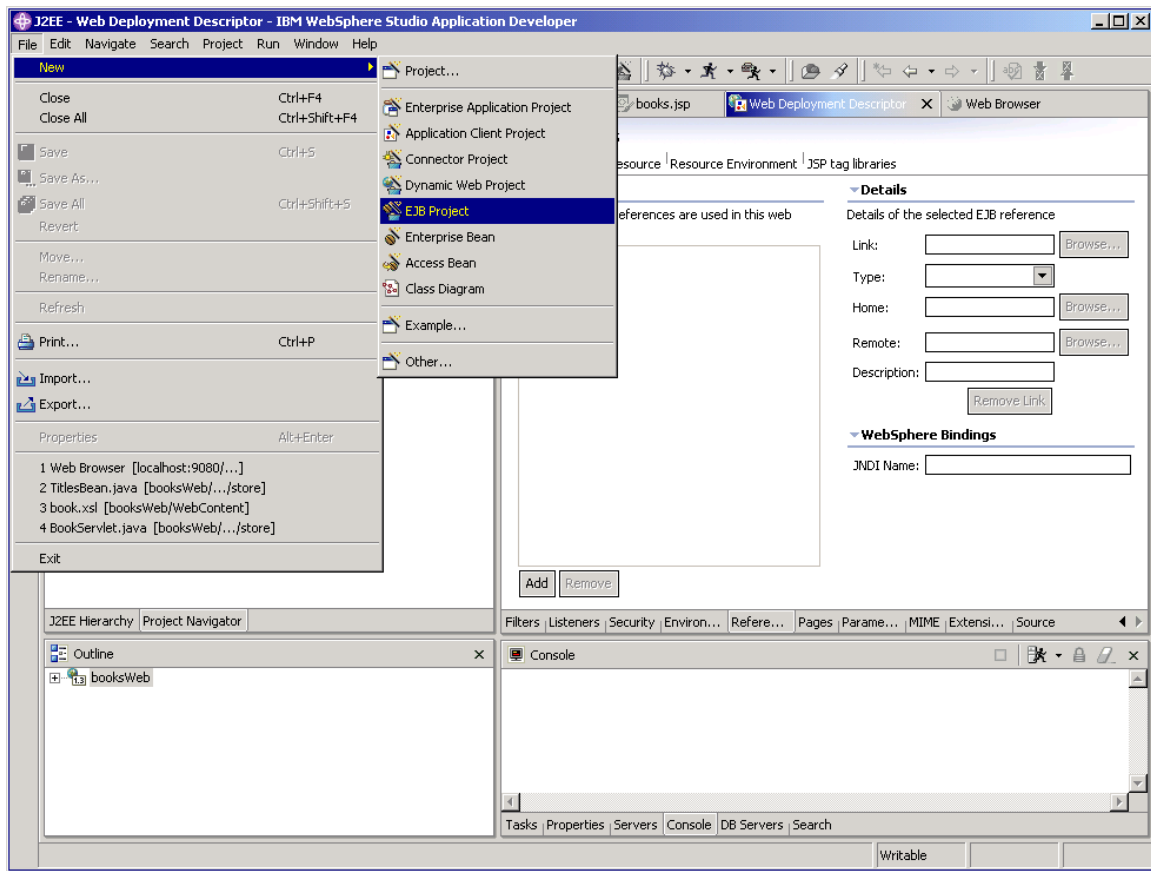 J2EE - Web Deployment Descriptor - IBM WebSphere Studio Application Developer
File Edit Navigate Search Project Run Window Help
New
Close Ctrl+F4
Close All Ctrl+Shift+F4
Save Ctrl+S
Save As...
Save All Ctrl+Shift+S
Revert
Move...
Rename...
Refresh
Print... Ctrl+P
Import...
Export...
Properties Alt+Enter
1 Web Browser [localhost:9080/...]
2 TitlesBean.java [booksWeb/.../store]
3 book.xsl [booksWeb/WebContent]
4 BookServlet.java [booksWeb/.../store]
Exit
Project...
Enterprise Application Project
Application Client Project
Connector Project
Dynamic Web Project
EJB Project
Enterprise Bean
Access Bean
Class Diagram
Example...
Other...
books.jsp Web Deployment Descriptor Web Browser
esource Resource Environment JSP tag libraries
eferences are used in this web
Details
Details of the selected EJB reference
Link: Browse...
Type:
Home: Browse...
Remote: Browse...
Description:
Remove Link
WebSphere Bindings
JNDI Name:
Add Remove
J2EE Hierarchy Project Navigator
Filters Listeners Security Environ... Refere... Pages Parame... MIME Extensi... Source
Outline
1.3 booksWeb
Console
Tasks Properties Servers Console DB Servers Search
Writable